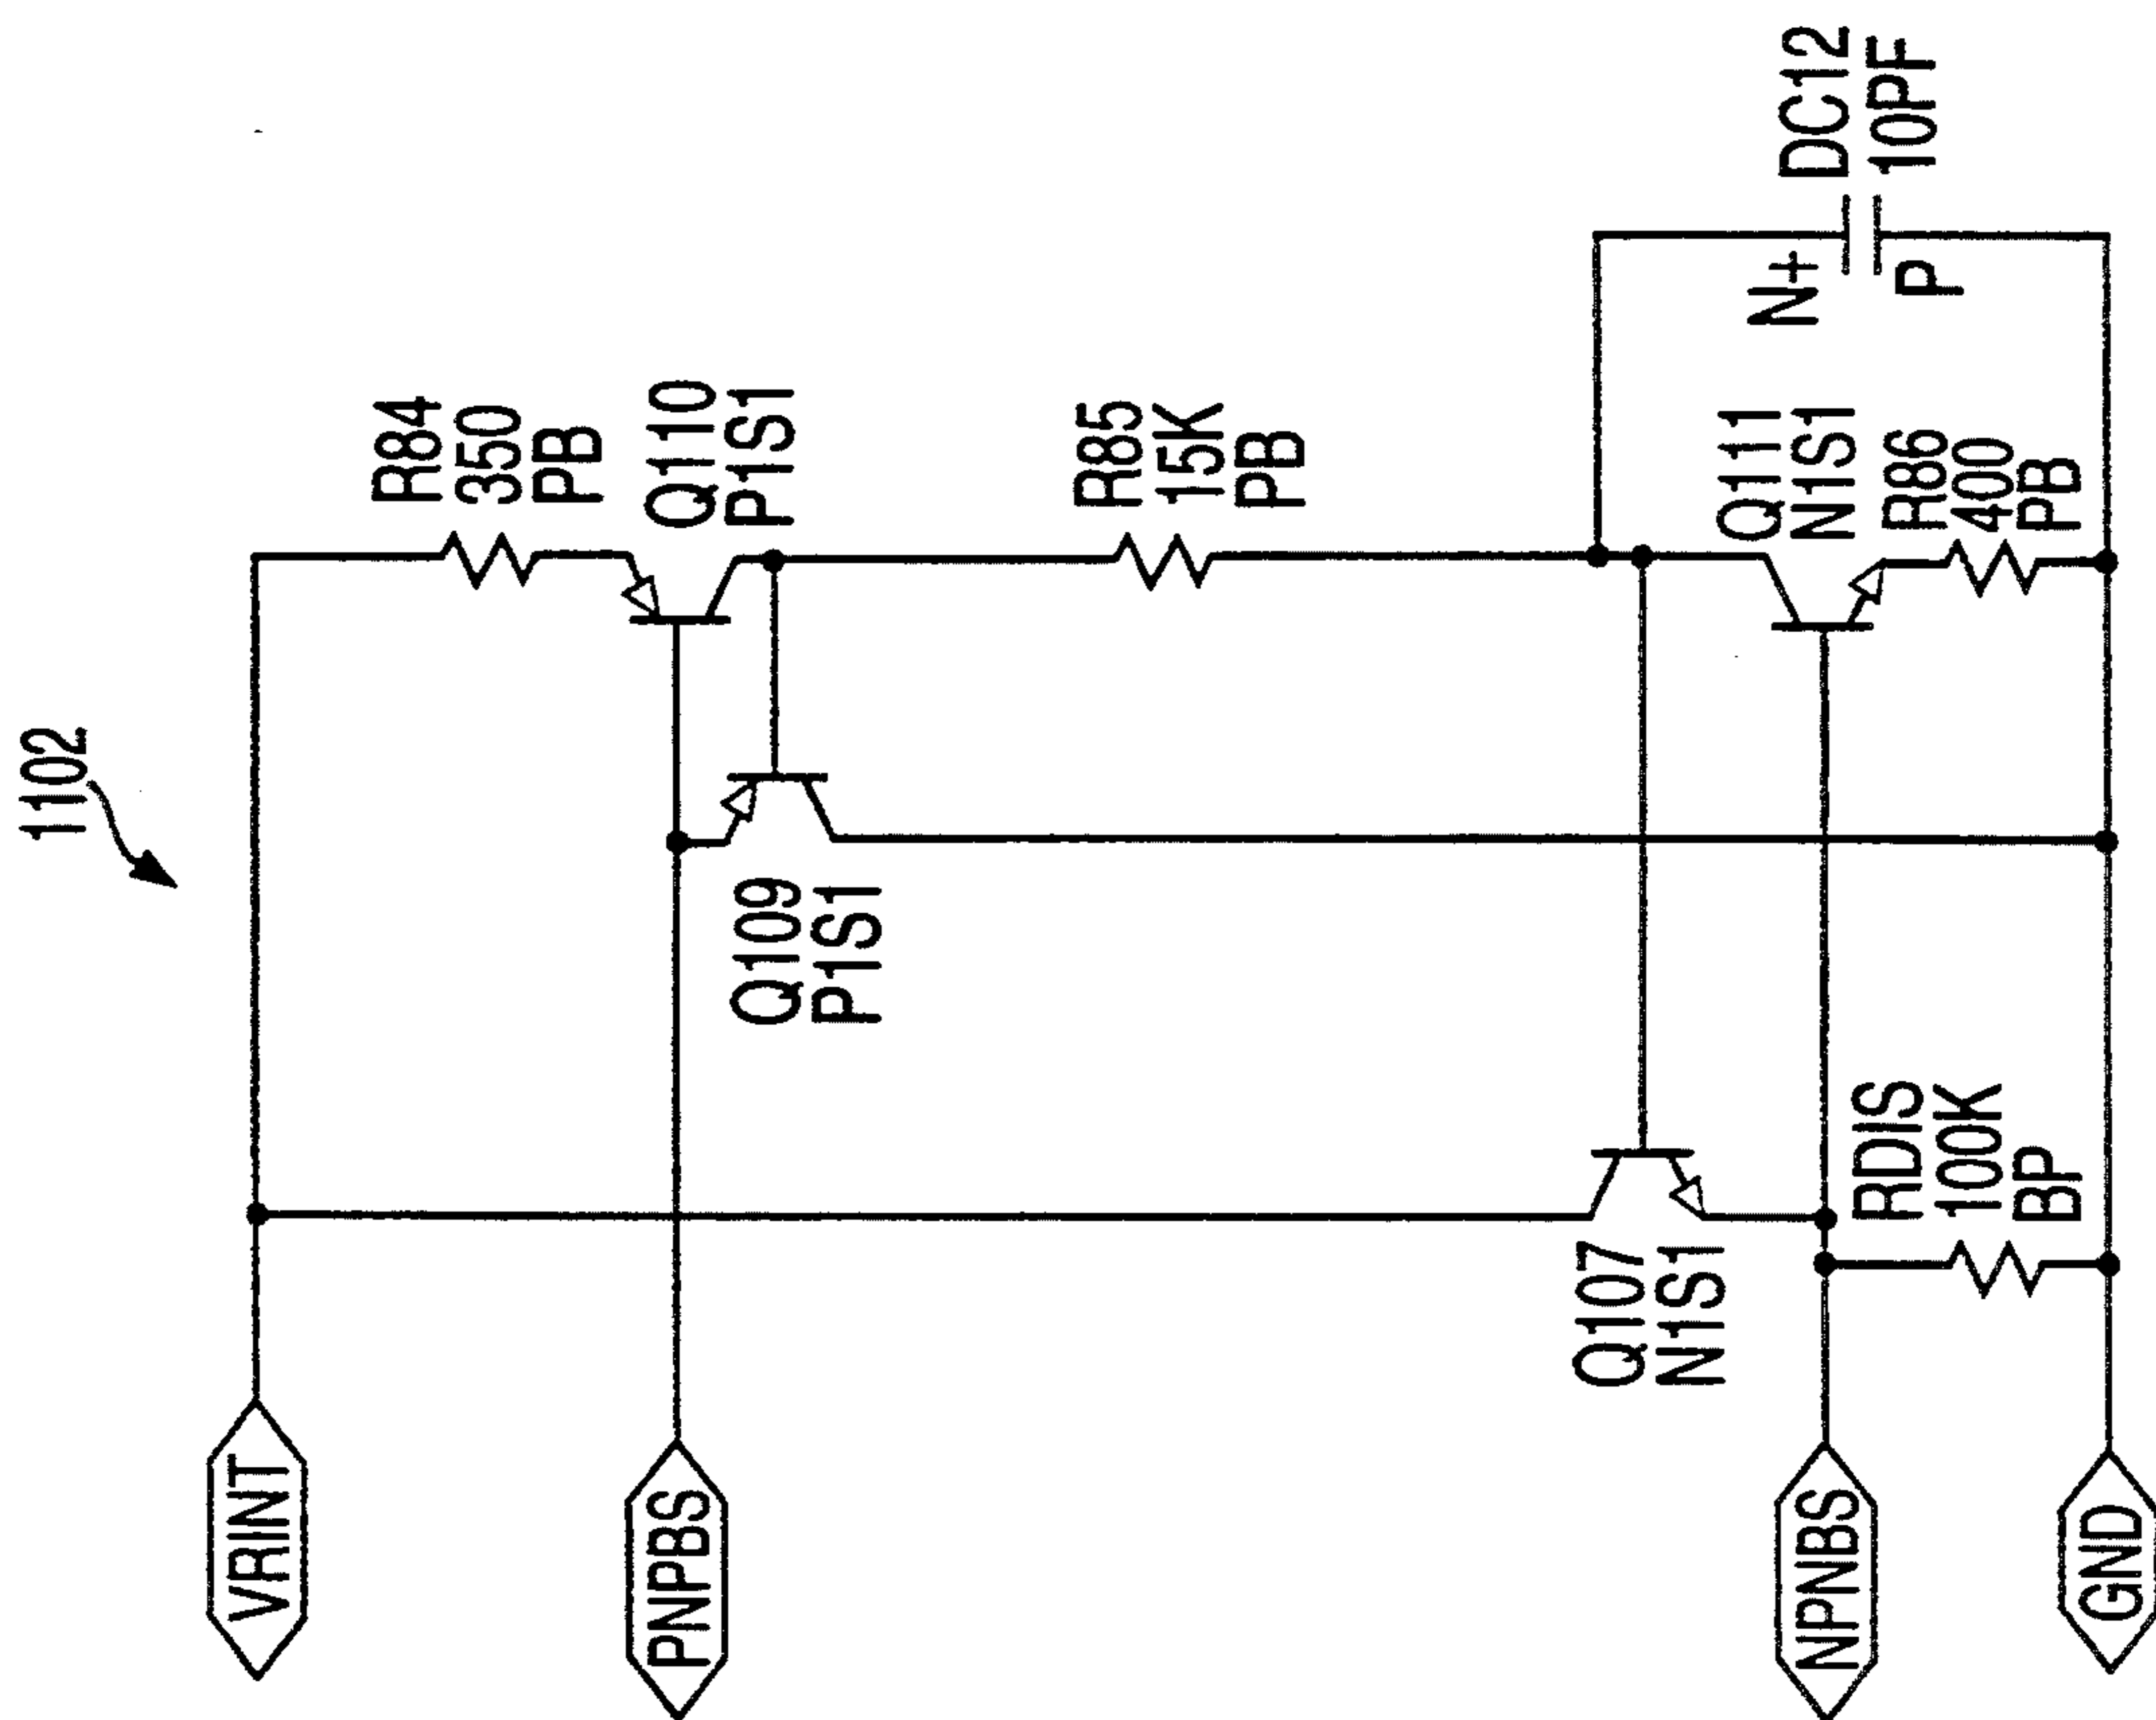 1102
VRINT
PNPBS
NPNBS
GND
R84
350
PB
Q110
P1S1
Q109
P1S1
R85
15K
PB
Q107
N1S1
RDIS
100K
BP
Q111
N1S1
R86
400
PB
N+
P
DC12
10PF